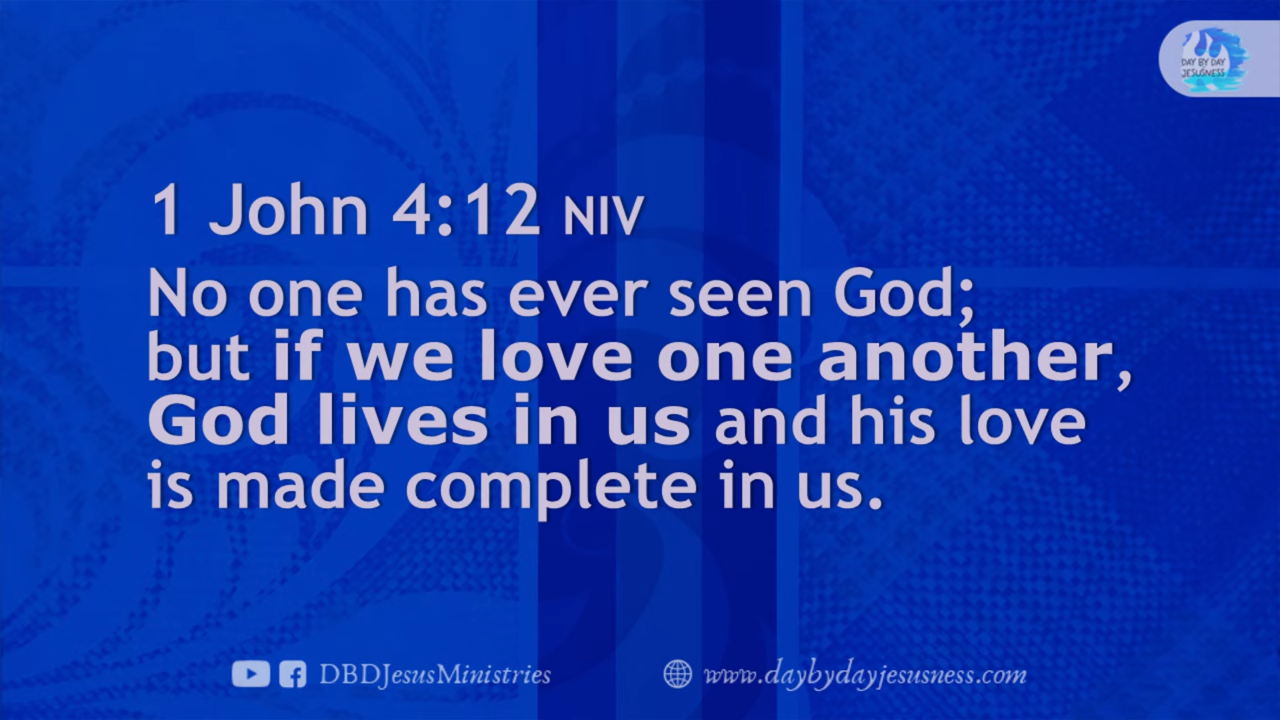 DAY BY DAY
JESUSNESS
1 John 4:12 NIV
No one has ever seen God;
but if we love one another,
God lives in us and his love
is made complete in us.
DBDJesusMinistries
www.daybydayjesusness.com